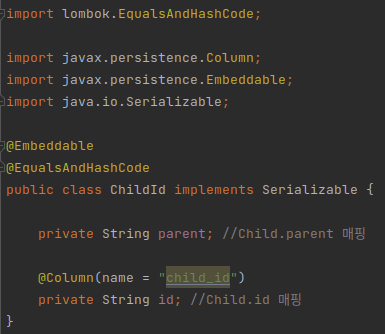 import lombok.EqualsAndHashCode;
import javax.persistence.Column;
import javax.persistence.Embeddable;
import java.io.Serializable;
@Embeddable
@EqualsAndHashCode
public class ChildId implements Serializable {
private String parent; //Child.parent 매핑
@Column(name = "child_id")
private String id; //Child.id 매핑
}